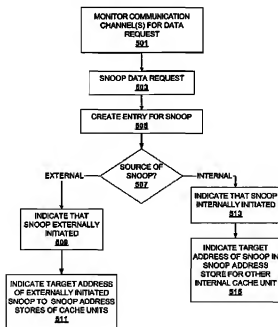 MONITOR COMMUNICATION
CHANNEL(S) FOR DATA
REQUEST
501
SNOOP DATA REQUEST
503
CREATE ENTRY FOR SNOOP
505
SOURCE OF
SNOOP?
507
EXTERNAL
INTERNAL
INDICATE THAT
SNOOP EXTERNALLY
INITIATED
509
INDICATE THAT SNOOP
INTERNALLY INITIATED
513
INDICATE TARGET
ADDRESS OF EXTERNALLY
INITIATED SNOOP TO
SNOOP ADDRESS
STORES OF CACHE UNITS
511
INDICATE TARGET
ADDRESS OF SNOOP IN
SNOOP ADDRESS
STORE FOR OTHER
INTERNAL CACHE UNIT
515